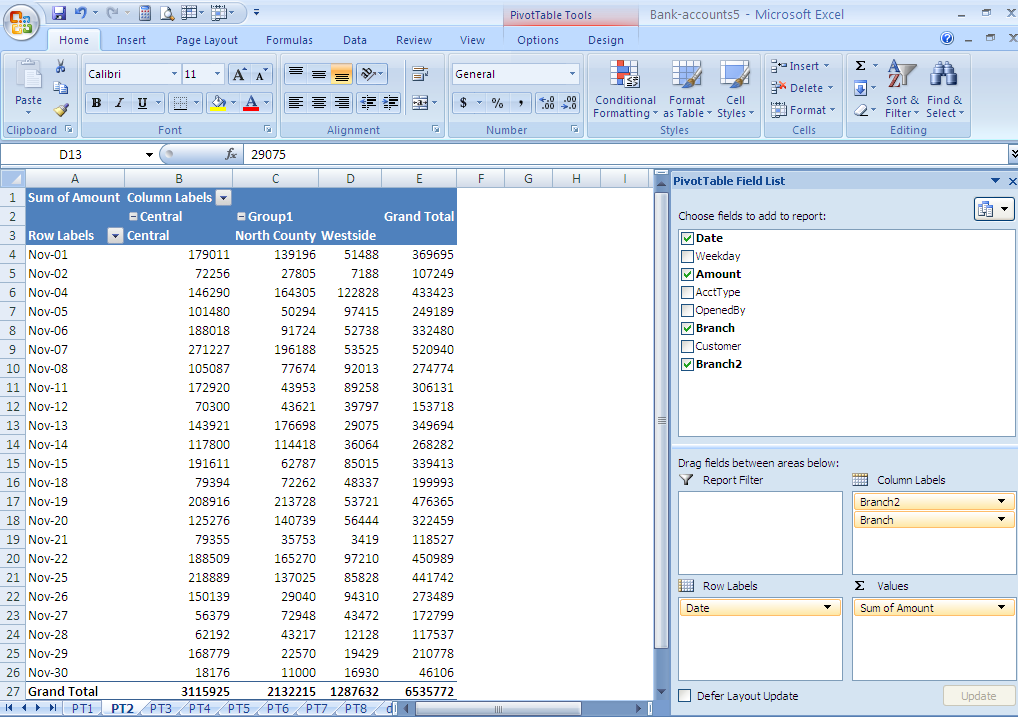 PivotTable Tools Bank-accounts5 - Microsoft Excel
Home Insert Page Layout Formulas Data Review View Options Design
Paste Calibri 11 General Conditional Formatting Format as Table Cell Styles Insert Delete Format Sort & Filter Find & Select
B I U $ % , .00 .00
Clipboard Font Alignment Number Styles Cells Editing
D13 fx 29075
A B C D E F G H I
1 Sum of Amount Column Labels
2 Central Group1 Grand Total
3 Row Labels Central North County Westside
4 Nov-01 179011 139196 51488 369695
5 Nov-02 72256 27805 7188 107249
6 Nov-04 146290 164305 122828 433423
7 Nov-05 101480 50294 97415 249189
8 Nov-06 188018 91724 52738 332480
9 Nov-07 271227 196188 53525 520940
10 Nov-08 105087 77674 92013 274774
11 Nov-11 172920 43953 89258 306131
12 Nov-12 70300 43621 39797 153718
13 Nov-13 143921 176698 29075 349694
14 Nov-14 117800 114418 36064 268282
15 Nov-15 191611 62787 85015 339413
16 Nov-18 79394 72262 48337 199993
17 Nov-19 208916 213728 53721 476365
18 Nov-20 125276 140739 56444 322459
19 Nov-21 79355 35753 3419 118527
20 Nov-22 188509 165270 97210 450989
21 Nov-25 218889 137025 85828 441742
22 Nov-26 150139 29040 94310 273489
23 Nov-27 56379 72948 43472 172799
24 Nov-28 62192 43217 12128 117537
25 Nov-29 168779 22570 19429 210778
26 Nov-30 18176 11000 16930 46106
27 Grand Total 3115925 2132215 1287632 6535772
PT1 PT2 PT3 PT4 PT5 PT6 PT7 PT8
PivotTable Field List
Choose fields to add to report:
Date
Weekday
Amount
AcctType
OpenedBy
Branch
Customer
Branch2
Drag fields between areas below:
Report Filter Column Labels
Branch2
Branch
Row Labels Σ Values
Date Sum of Amount
Defer Layout Update Update